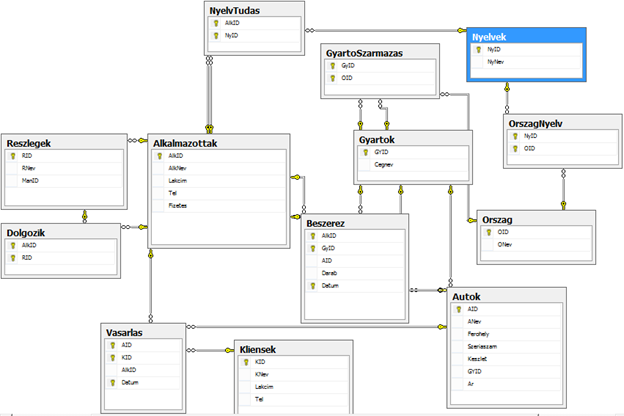 NyelvTudas
AlkID
NyID
Nyelvek
NyID
NyNev
GyartoSzarmazas
GyID
OID
OrszagNyelv
NyID
OID
Reszlegek
RID
RNev
ManID
Alkalmazottak
AlkID
AlkNev
Lakcim
Tel
Fizetes
Gyartok
GYID
Cegnev
Dolgozik
AlkID
RID
Beszerez
AlkID
GyID
AID
Darab
Datum
Orszag
OID
ONev
Autok
AID
ANev
Ferohely
Szeriaszam
Keszlet
GYID
Ar
Vasarlas
AID
KID
AlkID
Datum
Kliensek
KID
KNev
Lakcim
Tel